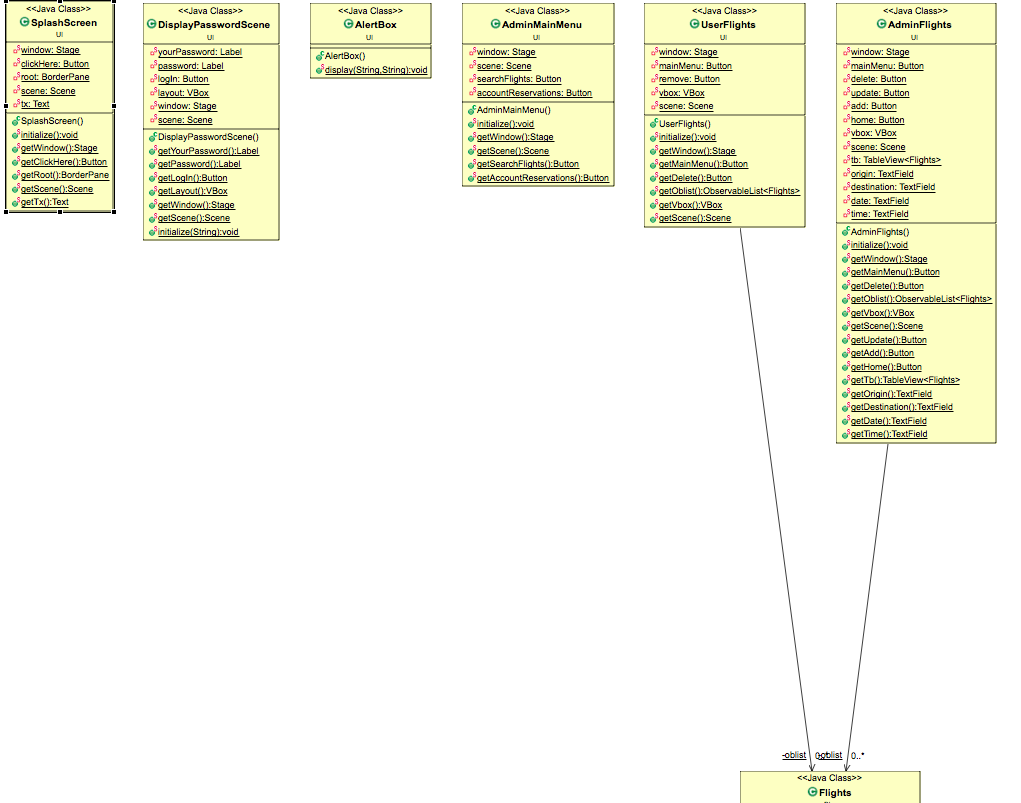 <<Java Class>>
SplashScreen
UI
window: Stage
clickHere: Button
root: BorderPane
scene: Scene
tx: Text
SplashScreen()
initialize():void
getWindow():Stage
getClickHere():Button
getRoot():BorderPane
getScene():Scene
getTx():Text
<<Java Class>>
DisplayPasswordScene
UI
yourPassword: Label
password: Label
logIn: Button
layout: VBox
window: Stage
scene: Scene
DisplayPasswordScene()
getYourPassword():Label
getPassword():Label
getLogIn():Button
getLayout():VBox
getWindow():Stage
getScene():Scene
initialize(String):void
<<Java Class>>
AlertBox
UI
AlertBox()
display(String,String):void
<<Java Class>>
AdminMainMenu
UI
window: Stage
scene: Scene
searchFlights: Button
accountReservations: Button
AdminMainMenu()
initialize():void
getWindow():Stage
getScene():Scene
getSearchFlights():Button
getAccountReservations():Button
<<Java Class>>
UserFlights
UI
window: Stage
mainMenu: Button
remove: Button
vbox: VBox
scene: Scene
UserFlights()
initialize():void
getWindow():Stage
getMainMenu():Button
getDelete():Button
getOblist():ObservableList<Flights>
getVbox():VBox
getScene():Scene
<<Java Class>>
AdminFlights
UI
window: Stage
mainMenu: Button
delete: Button
update: Button
add: Button
home: Button
vbox: VBox
scene: Scene
tb: TableView<Flights>
origin: TextField
destination: TextField
date: TextField
time: TextField
AdminFlights()
initialize():void
getWindow():Stage
getMainMenu():Button
getDelete():Button
getOblist():ObservableList<Flights>
getVbox():VBox
getScene():Scene
getUpdate():Button
getAdd():Button
getHome():Button
getTb():TableView<Flights>
getOrigin():TextField
getDestination():TextField
getDate():TextField
getTime():TextField
-oblist
-oblist
0..*
<<Java Class>>
Flights